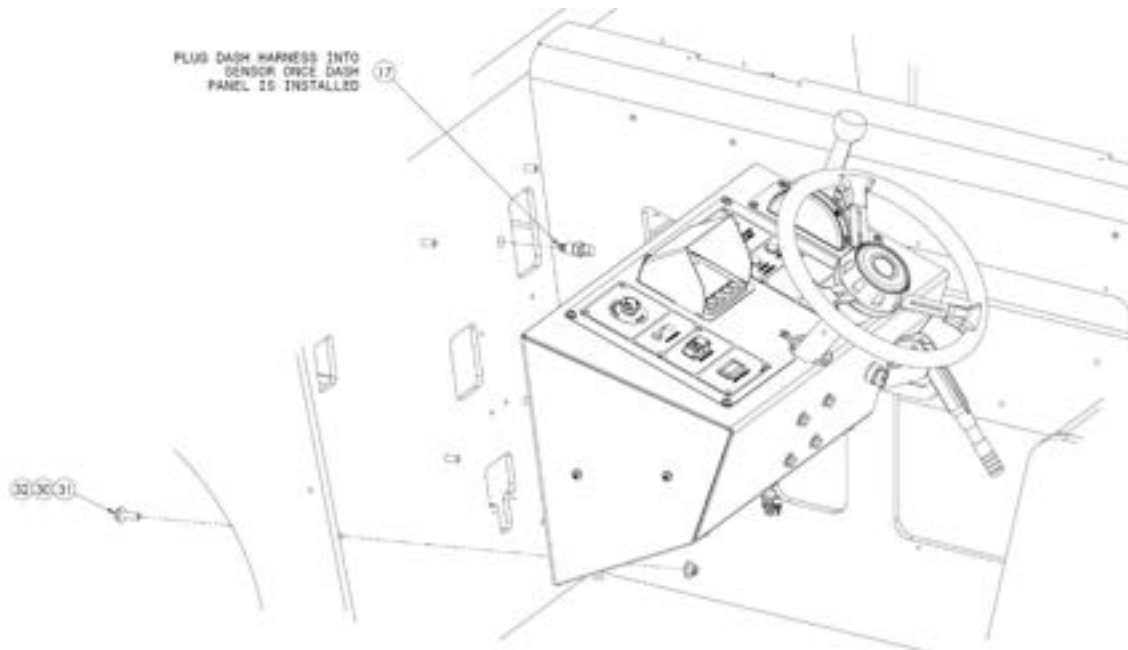 PLUG DASH HARNESS INTO
SENSOR ONCE DASH
PANEL IS INSTALLED
17
32 30 31